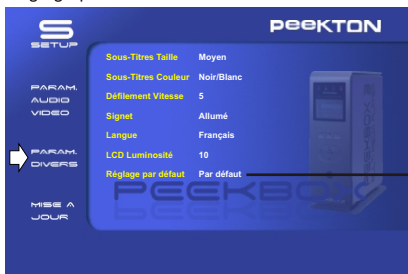 SETUP
PEEKTON
PARAM.
AUDIO
VIDEO
PARAM.
DIVERS
MISE A
JOUR
Sous-Titres Taille Moyen
Sous-Titres Couleur Noir/Blanc
Défilement Vitesse 5
Signet Allumé
Langue Français
LCD Luminosité 10
Réglage par défaut Par défaut
PEEKBOX